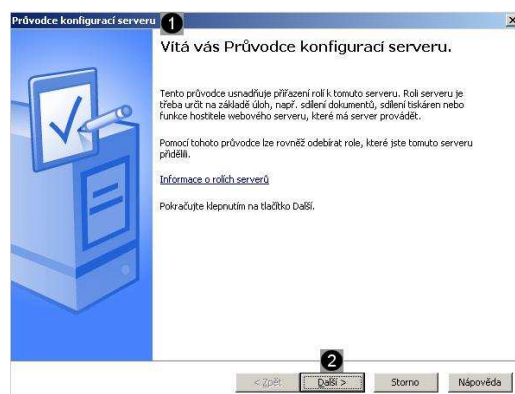 Průvodce konfigurací serveru 1
Vítá vás Průvodce konfigurací serveru.
Tento průvodce usnadňuje přiřazení rolí k tomuto serveru. Roli serveru je
třeba určit na základě úloh, např. sdílení dokumentů, sdílení tiskáren nebo
funkce hostitele webového serveru, které má server provádět.
Pomocí tohoto průvodce lze rovněž odebírat role, které jste tomuto serveru
přidělili.
Informace o rolích serverů
Pokračujte klepnutím na tlačítko Další.
2
< Zpět Další > Storno Nápověda